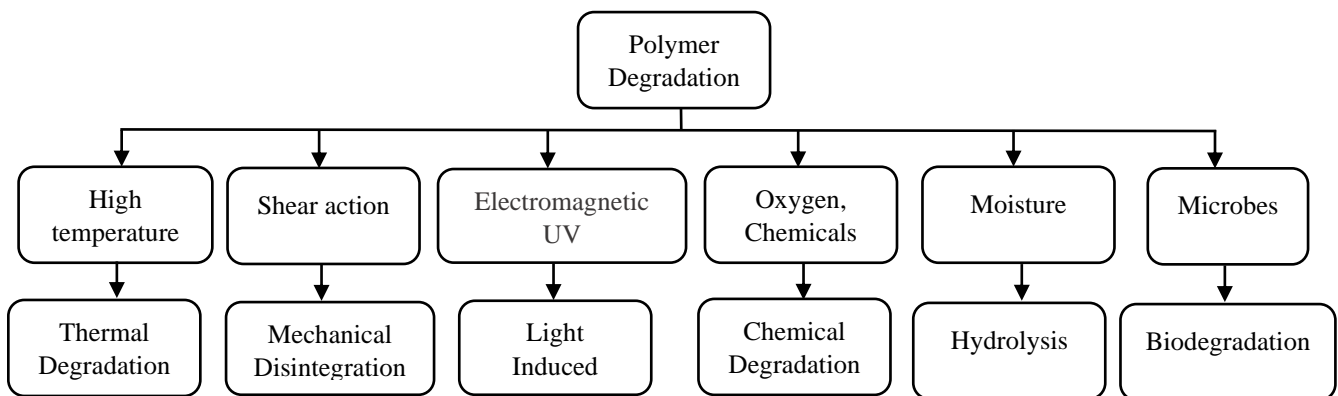 Polymer
Degradation
High
temperature
Shear action
Electromagnetic
UV
Oxygen,
Chemicals
Moisture
Microbes
Thermal
Degradation
Mechanical
Disintegration
Light
Induced
Chemical
Degradation
Hydrolysis
Biodegradation